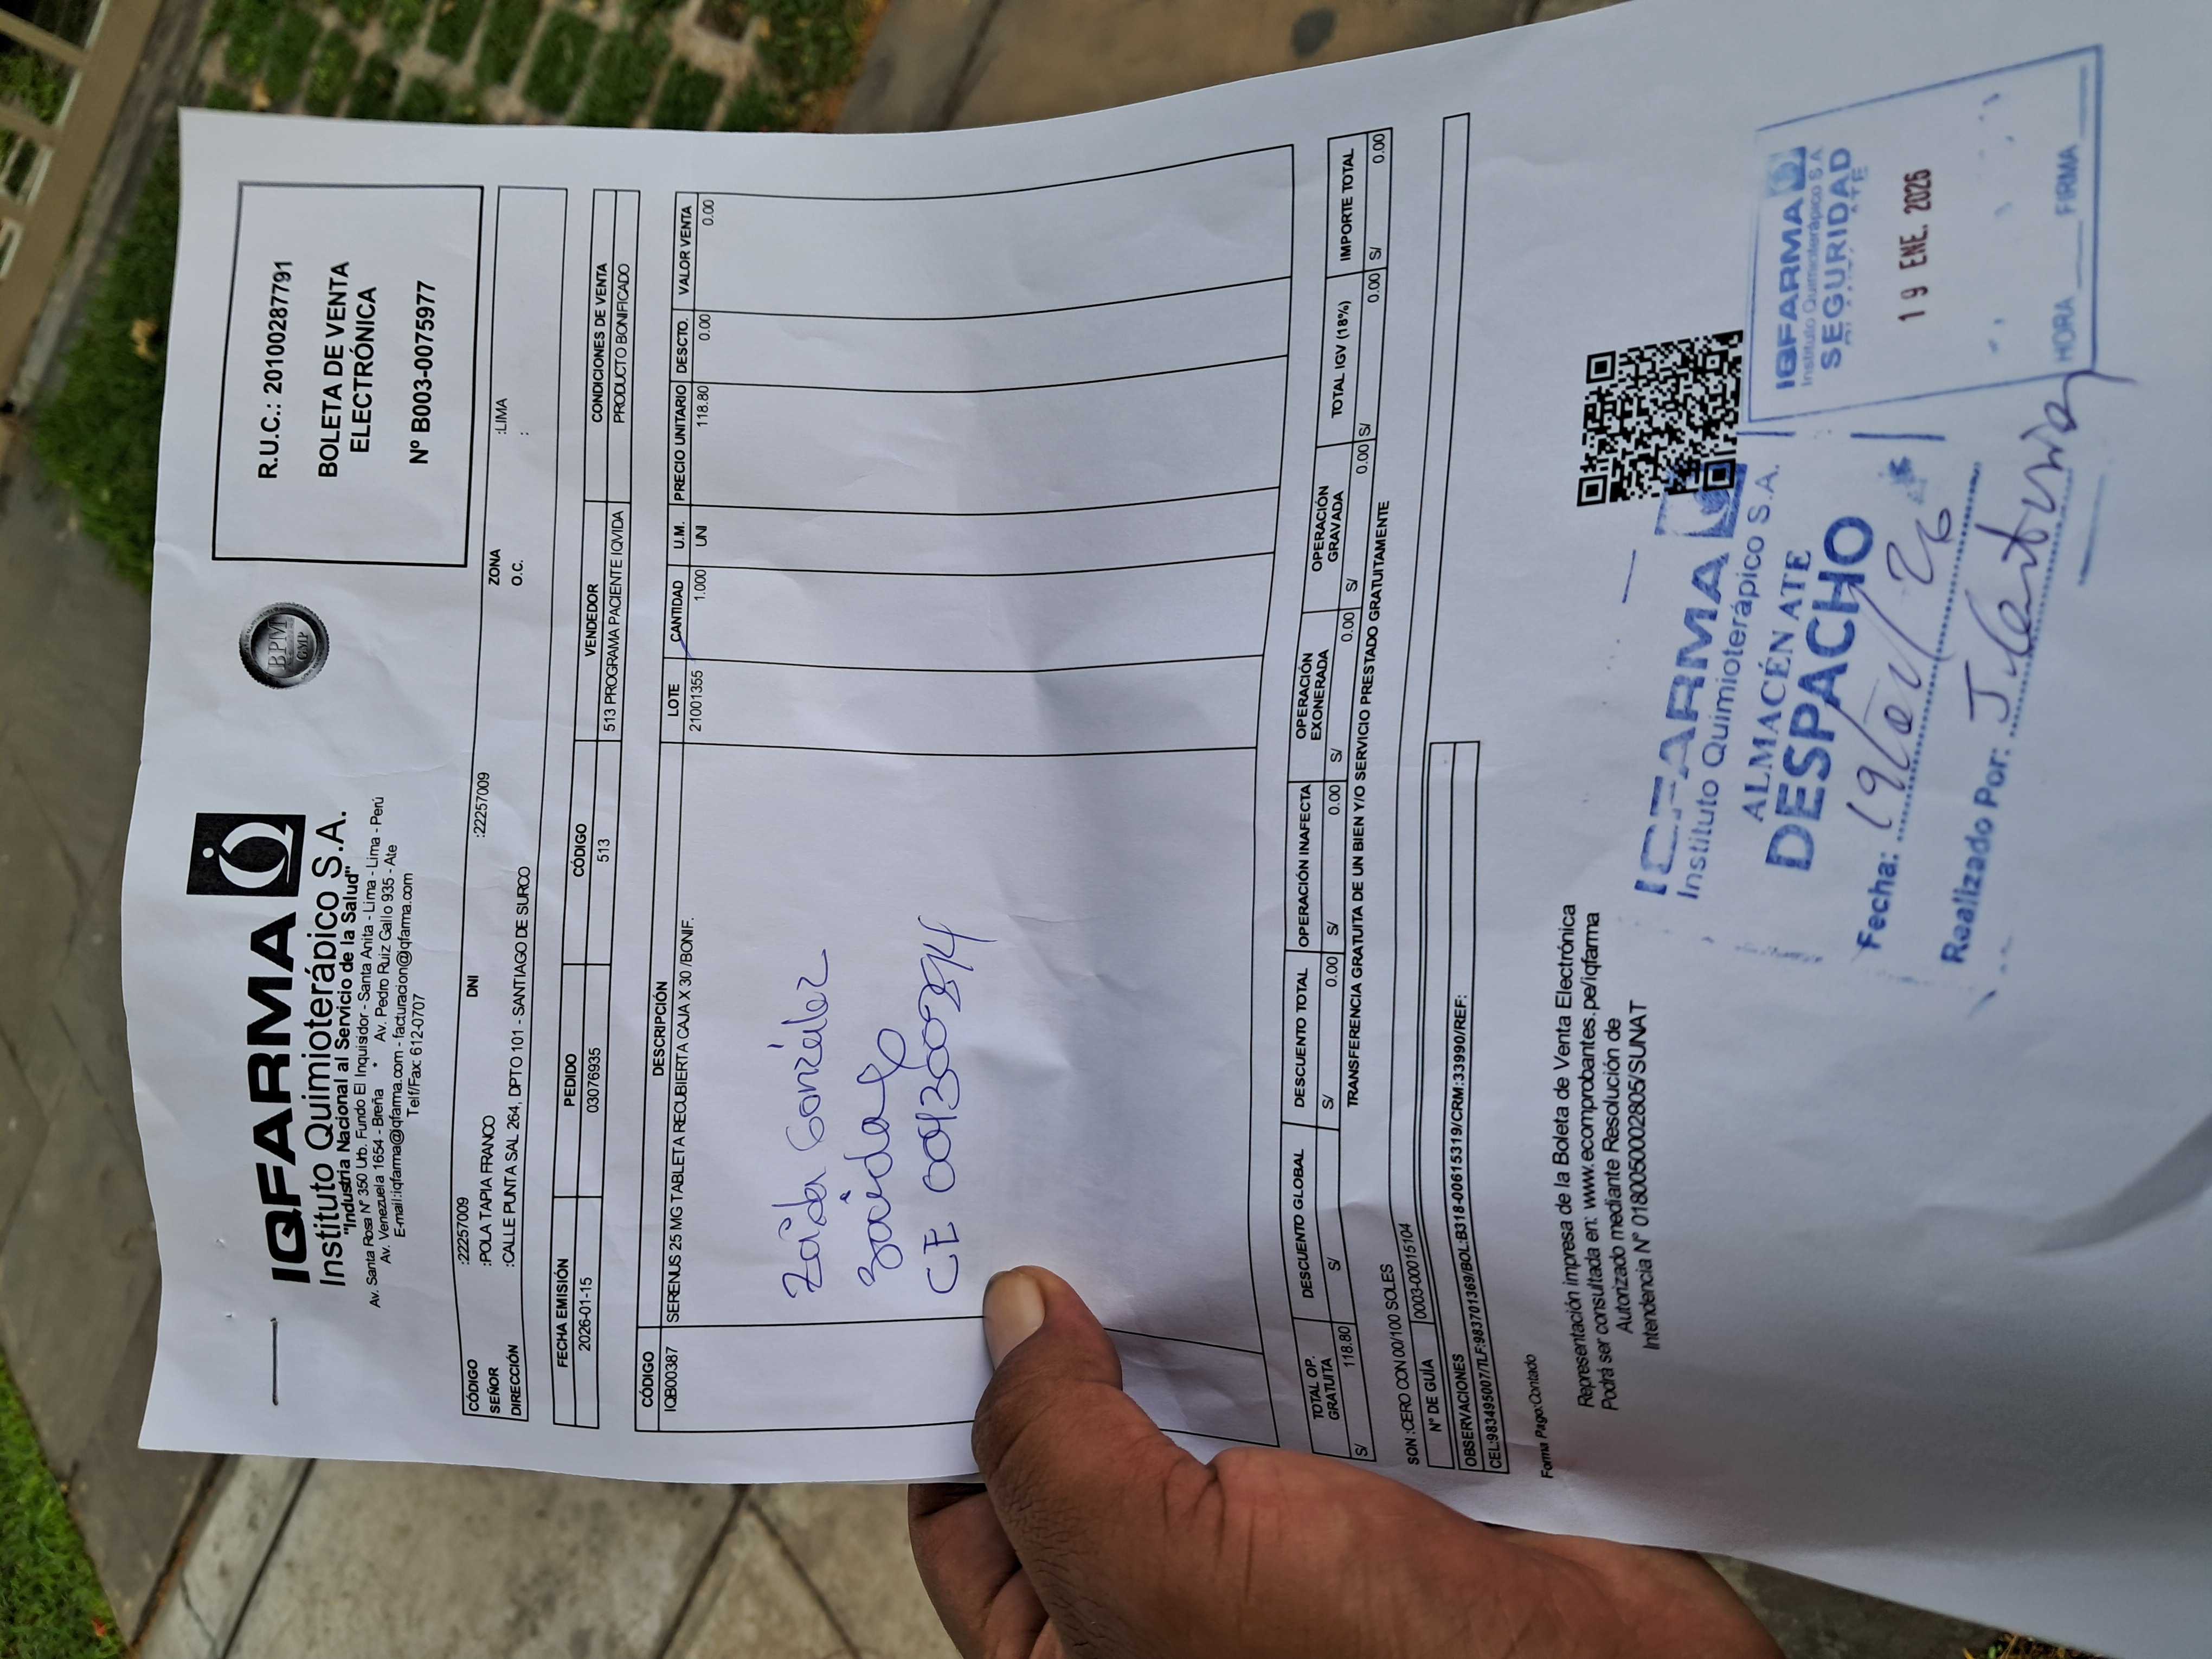 IQFARMA
Instituto Quimioterápico S.A.
"Industria Nacional al Servicio de la Salud"
Av. Santa Rosa N° 350 Urb. Fundo El Inquisidor - Santa Anita - Lima - Lima - Perú
Av. Venezuela 1654 - Breña * Av. Pedro Ruiz Gallo 935 - Ate
E-mail:iqfarma@iqfarma.com - facturacion@iqfarma.com
Telf/Fax: 612-0707
BPM
GMP
R.U.C.: 20100287791
BOLETA DE VENTA
ELECTRÓNICA
Nº B003-0075977
CÓDIGO :22257009 DNI :22257009 ZONA :LIMA
SEÑOR :POLA TAPIA FRANCO O.C. :
DIRECCIÓN :CALLE PUNTA SAL 264, DPTO 101 - SANTIAGO DE SURCO
FECHA EMISIÓN PEDIDO CÓDIGO VENDEDOR CONDICIONES DE VENTA
2026-01-15 03076935 513 513 PROGRAMA PACIENTE IQVIDA PRODUCTO BONIFICADO
CÓDIGO DESCRIPCIÓN LOTE CANTIDAD U.M. PRECIO UNITARIO DESCTO. VALOR VENTA
IQB00387 SERENUS 25 MG TABLETA RECUBIERTA CAJA X 30 /BONIF. 21001355 1.000 UNI 118.80 0.00 0.00
Zaida González
Zaida
CE
TOTAL OP. GRATUITA DESCUENTO GLOBAL DESCUENTO TOTAL OPERACIÓN INAFECTA OPERACIÓN EXONERADA OPERACIÓN GRAVADA TOTAL IGV (18%) IMPORTE TOTAL
S/ 118.80 S/ S/ 0.00 S/ 0.00 S/ 0.00 S/ 0.00 S/ 0.00 S/ 0.00
TRANSFERENCIA GRATUITA DE UN BIEN Y/O SERVICIO PRESTADO GRATUITAMENTE
SON :CERO CON 00/100 SOLES
N° DE GUÍA 0003-00015104
OBSERVACIONES
CEL:983495007/TLF:983701369/BOL:B318-00615319/CRM:33990/REF:
Forma Pago:Contado
Representación impresa de la Boleta de Venta Electrónica
Podrá ser consultada en: www.ecomprobantes.pe/iqfarma
Autorizado mediante Resolución de
Intendencia N° 0180050002805/SUNAT
IQFARMA
Instituto Quimioterápico S.A.
ALMACÉN ATE
DESPACHO
Fecha: 19/01/26
Realizado Por: J.
IQFARMA
Instituto Quimioterápico S.A
SEGURIDAD
ATE
19 ENE. 2026
HORA FIRMA